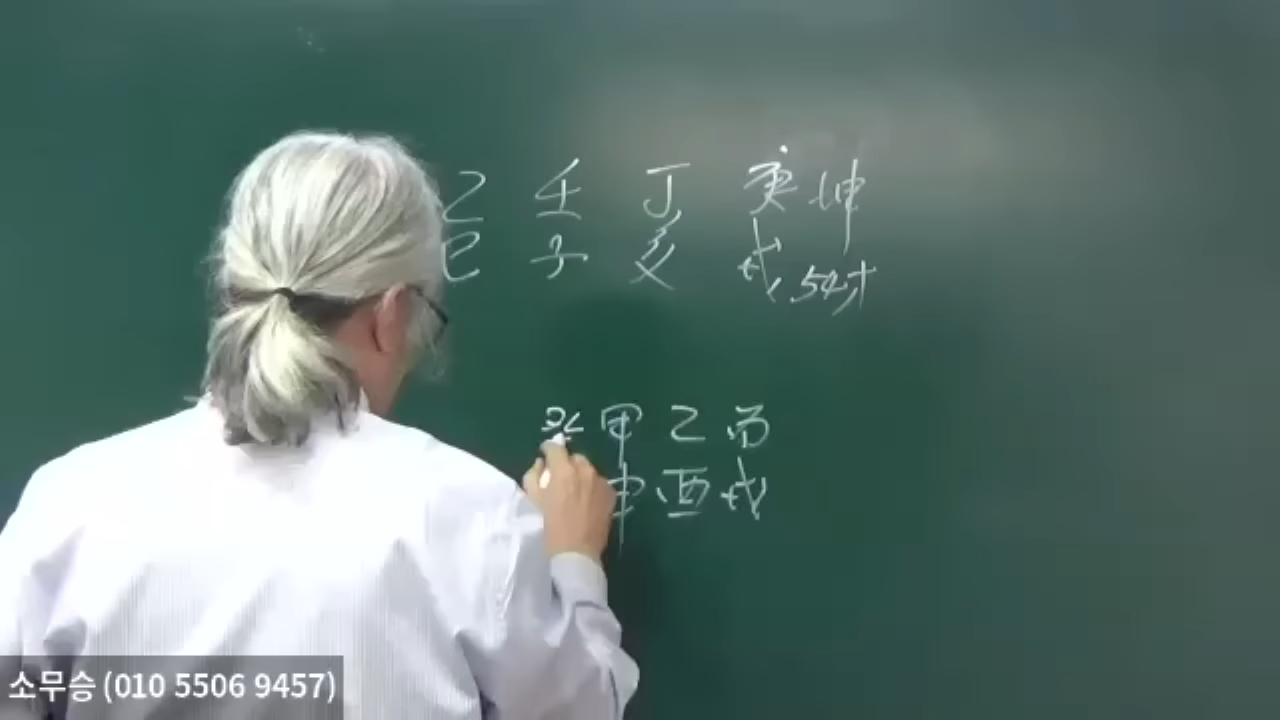 乙 壬 丁 庚 坤
巳 子 亥 戌 54才
癸 甲 乙 丙
申 酉 戌
소무승 (010 5506 9457)